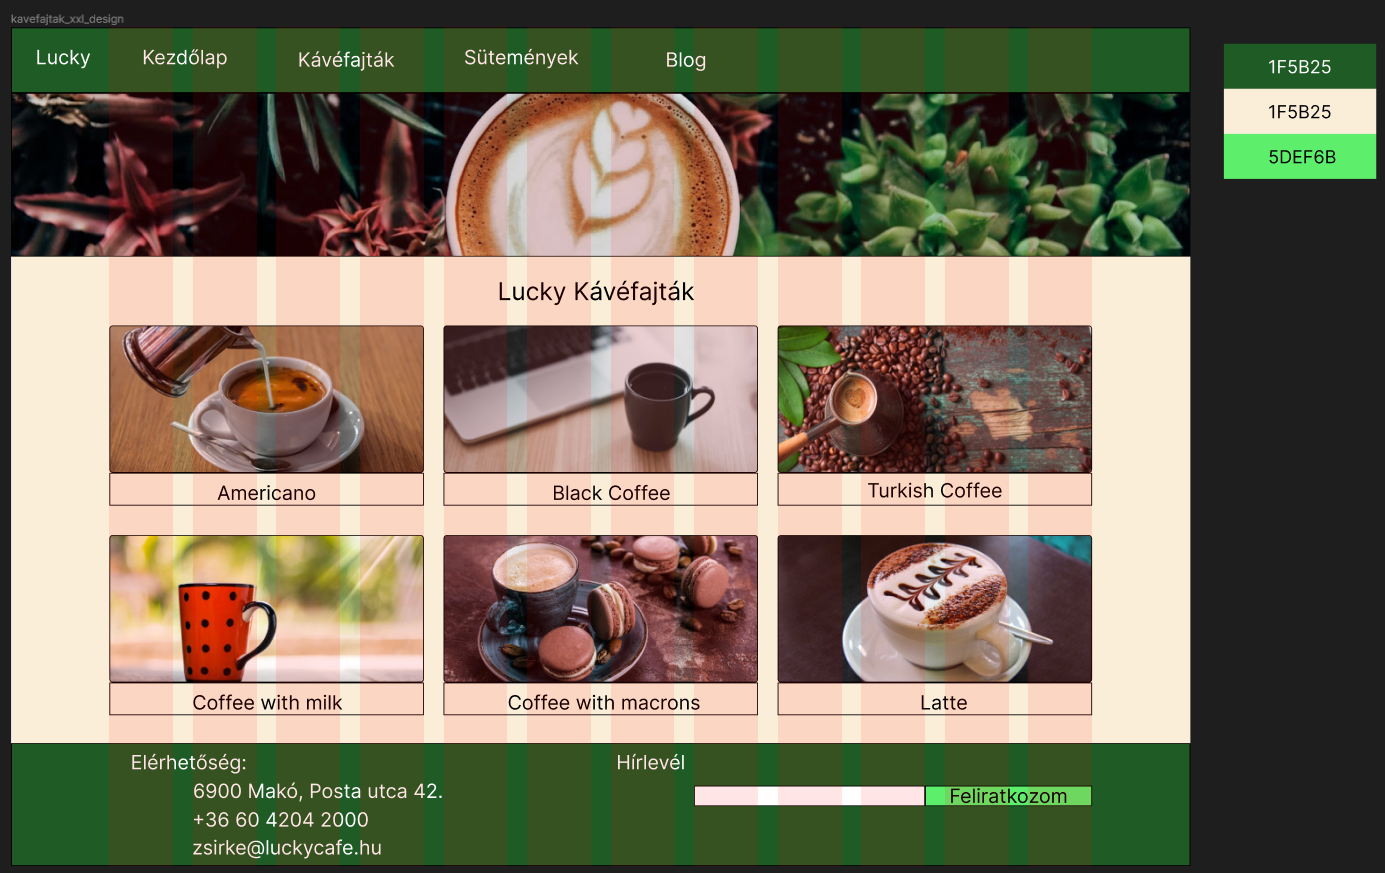 kavefajtak_xxl_design
Lucky Kezdőlap Kávéfajták Sütemények Blog
1F5B25
1F5B25
5DEF6B
Lucky Kávéfajták
Americano Black Coffee Turkish Coffee
Coffee with milk Coffee with macrons Latte
Elérhetőség:
6900 Makó, Posta utca 42.
+36 60 4204 2000
zsirke@luckycafe.hu
Hírlevél
Feliratkozom